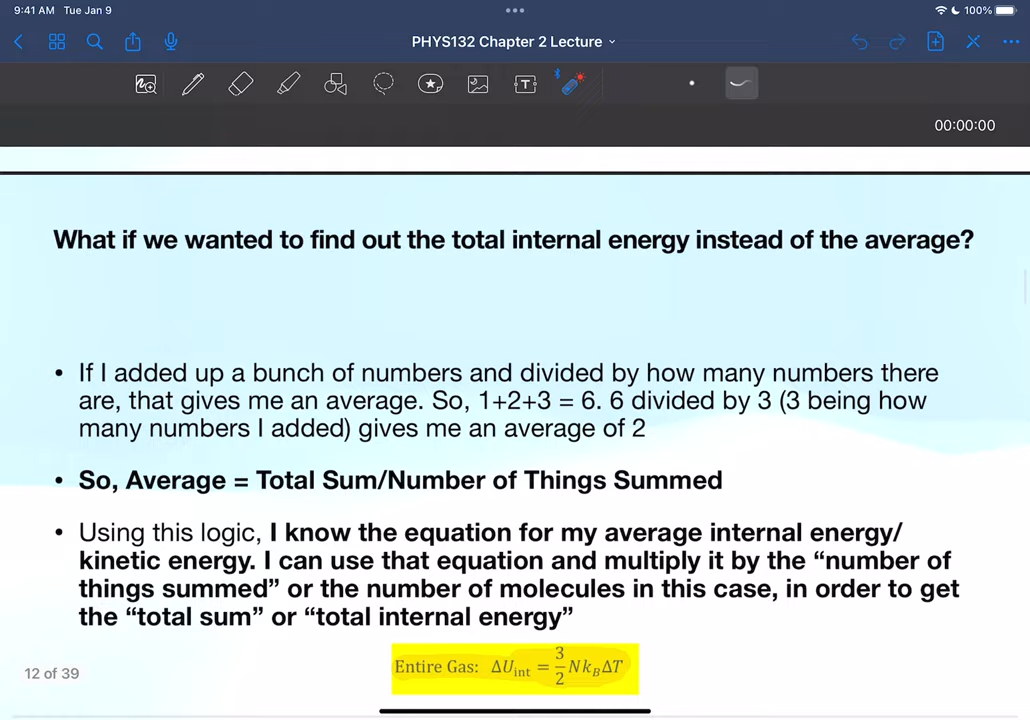 9:41 AM Tue Jan 9 100%
PHYS132 Chapter 2 Lecture
T
00:00:00
What if we wanted to find out the total internal energy instead of the average?
• If I added up a bunch of numbers and divided by how many numbers there
are, that gives me an average. So, 1+2+3 = 6. 6 divided by 3 (3 being how
many numbers I added) gives me an average of 2
• So, Average = Total Sum/Number of Things Summed
• Using this logic, I know the equation for my average internal energy/
kinetic energy. I can use that equation and multiply it by the “number of
things summed” or the number of molecules in this case, in order to get
the “total sum” or “total internal energy”
Entire Gas: ΔU_int = 3/2 Nk_BΔT
12 of 39